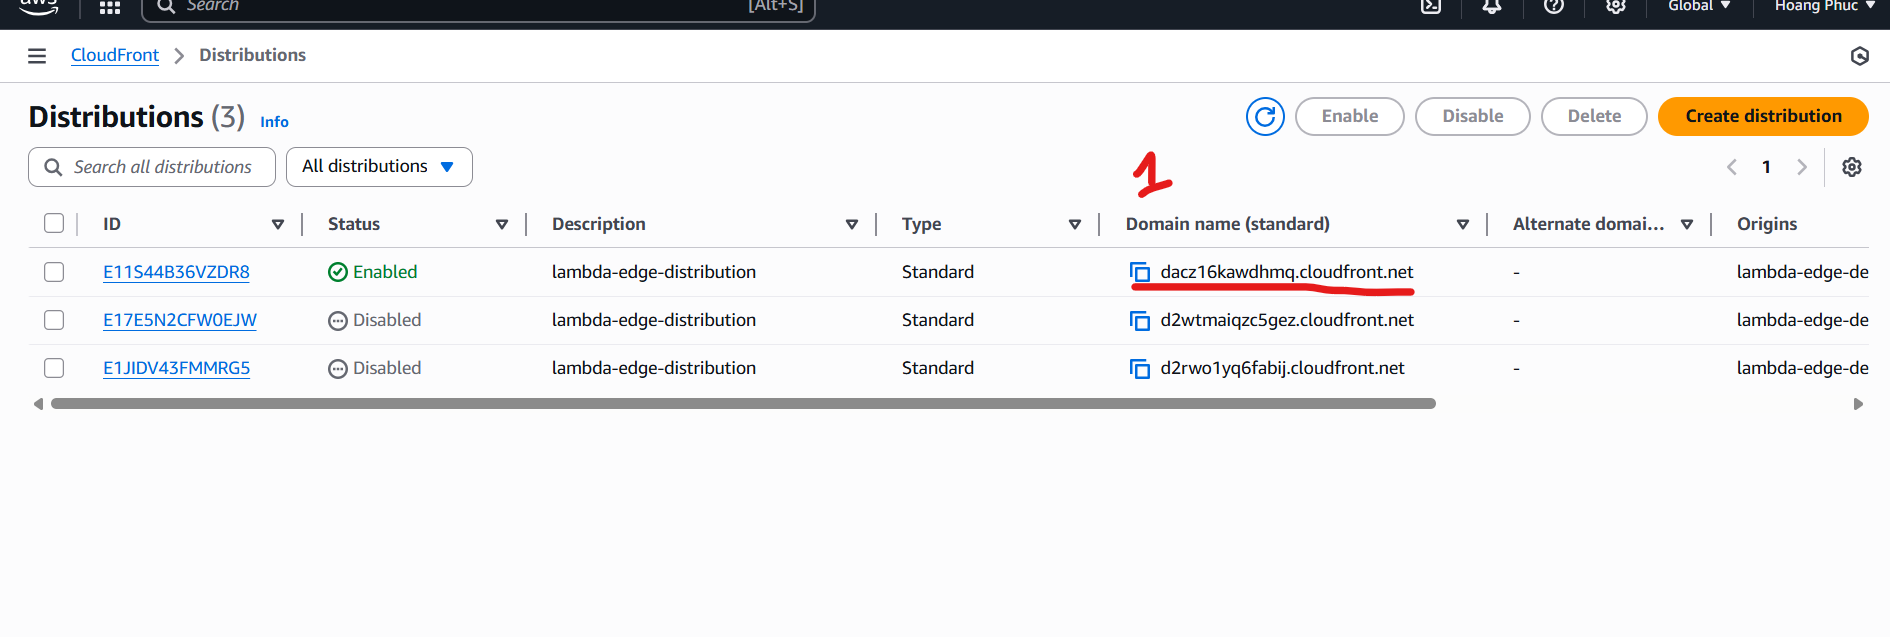 aws Search [Alt+S] Global Hoang Phuc
CloudFront Distributions
Distributions (3) Info Enable Disable Delete Create distribution
Search all distributions All distributions 1
1
ID Status Description Type Domain name (standard) Alternate domai... Origins
E11S44B36VZDR8 Enabled lambda-edge-distribution Standard dacz16kawdhmq.cloudfront.net - lambda-edge-de
E17E5N2CFW0EJW Disabled lambda-edge-distribution Standard d2wtmaiqzc5gez.cloudfront.net - lambda-edge-de
E1JIDV43FMMRG5 Disabled lambda-edge-distribution Standard d2rwo1yq6fabij.cloudfront.net - lambda-edge-de